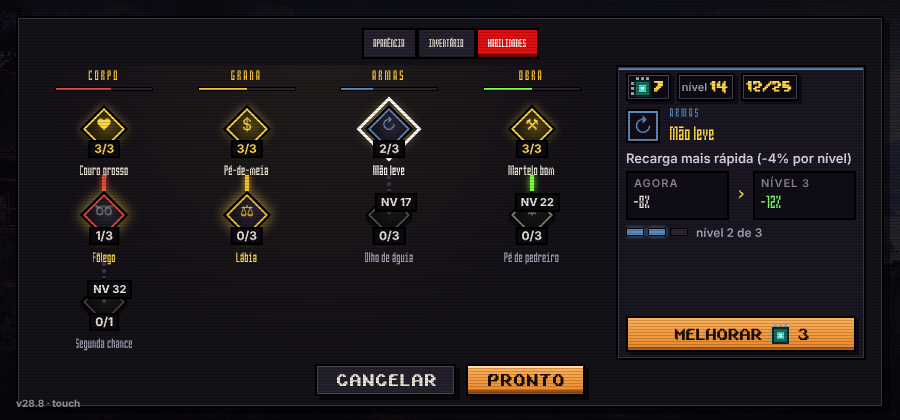 APARÊNCIA INVENTÁRIO HABILIDADES
CORPO GRANA ARMAS OBRA
3/3 3/3 2/3 3/3
Couro grosso Pé-de-meia Mão leve Martelo bom
NV 17 NV 22
1/3 0/3 0/3 0/3
Fôlego Lábia Olho de águia Pé de pedreiro
NV 32
0/1
Segunda chance
7 nível 14 12/25
ARMAS
Mão leve
Recarga mais rápida (-4% por nível)
AGORA > NÍVEL 3
-8% -12%
nível 2 de 3
MELHORAR 3
CANCELAR PRONTO
v28.8 · touch